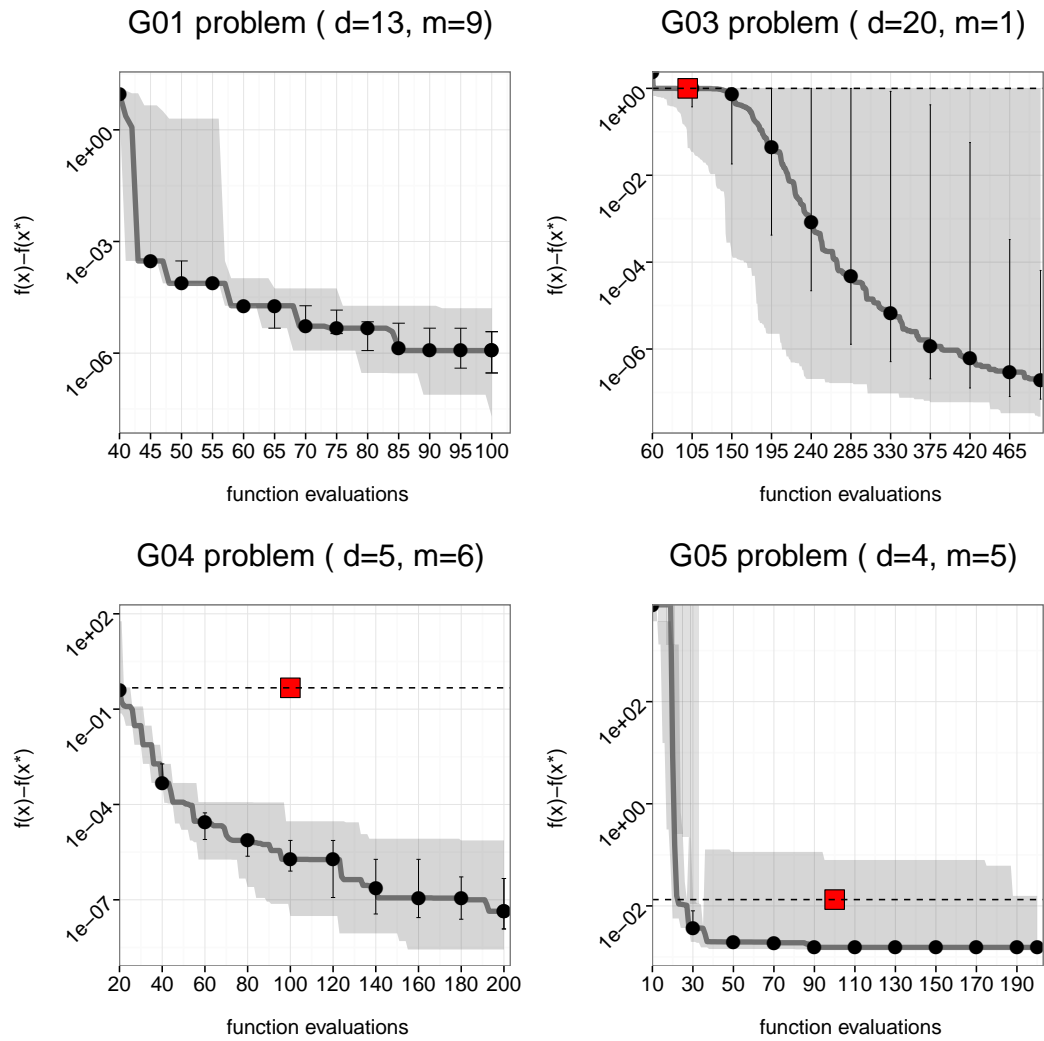 G01 problem ( d=13, m=9)
f(x)−f(x*)
1e+00
1e−03
1e−06
40 45 50 55 60 65 70 75 80 85 90 95 100
function evaluations
G03 problem ( d=20, m=1)
f(x)−f(x*)
1e+00
1e−02
1e−04
1e−06
60 105 150 195 240 285 330 375 420 465
function evaluations
G04 problem ( d=5, m=6)
f(x)−f(x*)
1e+02
1e−01
1e−04
1e−07
20 40 60 80 100 120 140 160 180 200
function evaluations
G05 problem ( d=4, m=5)
f(x)−f(x*)
1e+02
1e+00
1e−02
10 30 50 70 90 110 130 150 170 190
function evaluations